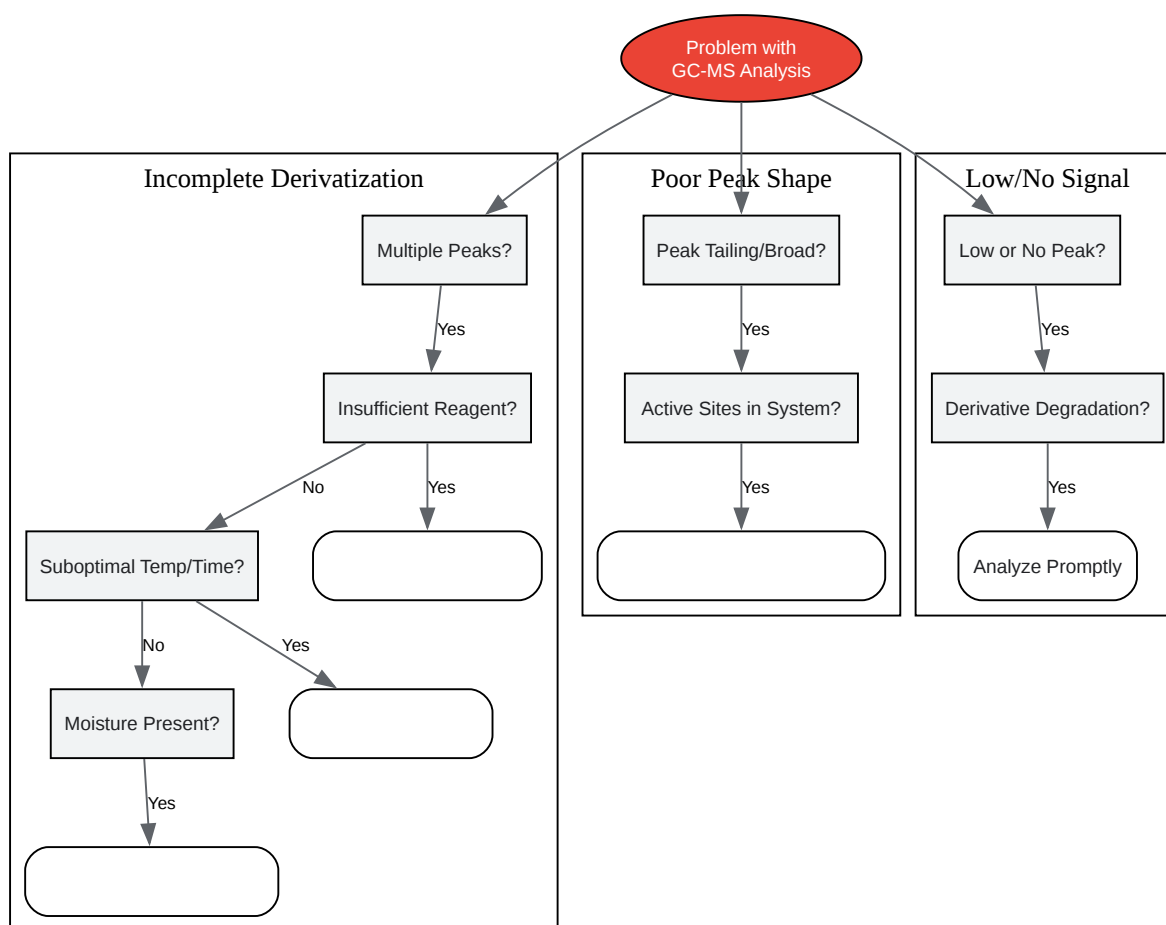 Problem with
GC-MS Analysis
Incomplete Derivatization
Poor Peak Shape
Low/No Signal
Multiple Peaks?
Peak Tailing/Broad?
Low or No Peak?
Yes
Yes
Yes
Insufficient Reagent?
Active Sites in System?
Derivative Degradation?
No
Yes
Yes
Yes
Suboptimal Temp/Time?
Analyze Promptly
No
Yes
Moisture Present?
Yes